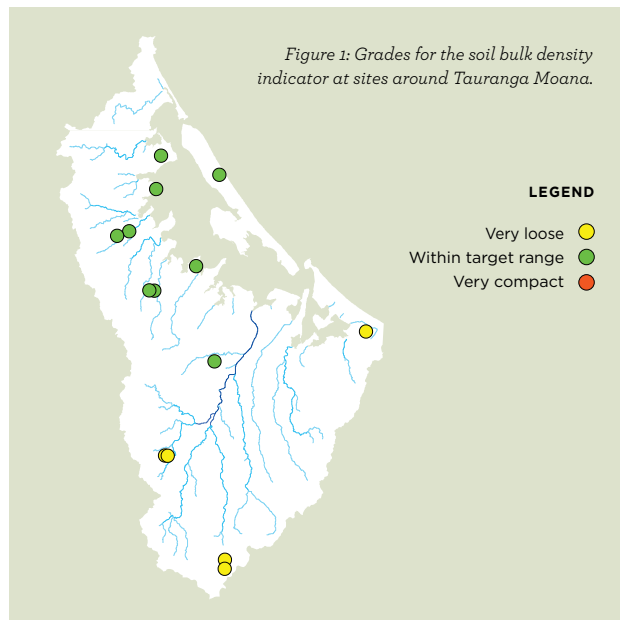 Figure 1: Grades for the soil bulk density
indicator at sites around Tauranga Moana.
LEGEND
Very loose
Within target range
Very compact